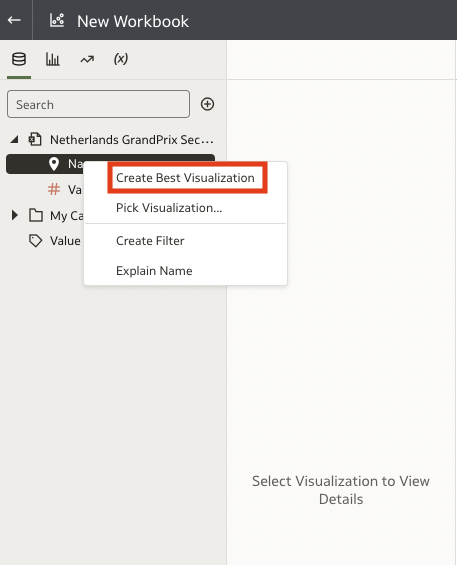 New Workbook
(x)
Search
Netherlands GrandPrix Sec...
Na
Create Best Visualization
# Va
Pick Visualization...
My Ca
Create Filter
Value
Explain Name
Select Visualization to View
Details